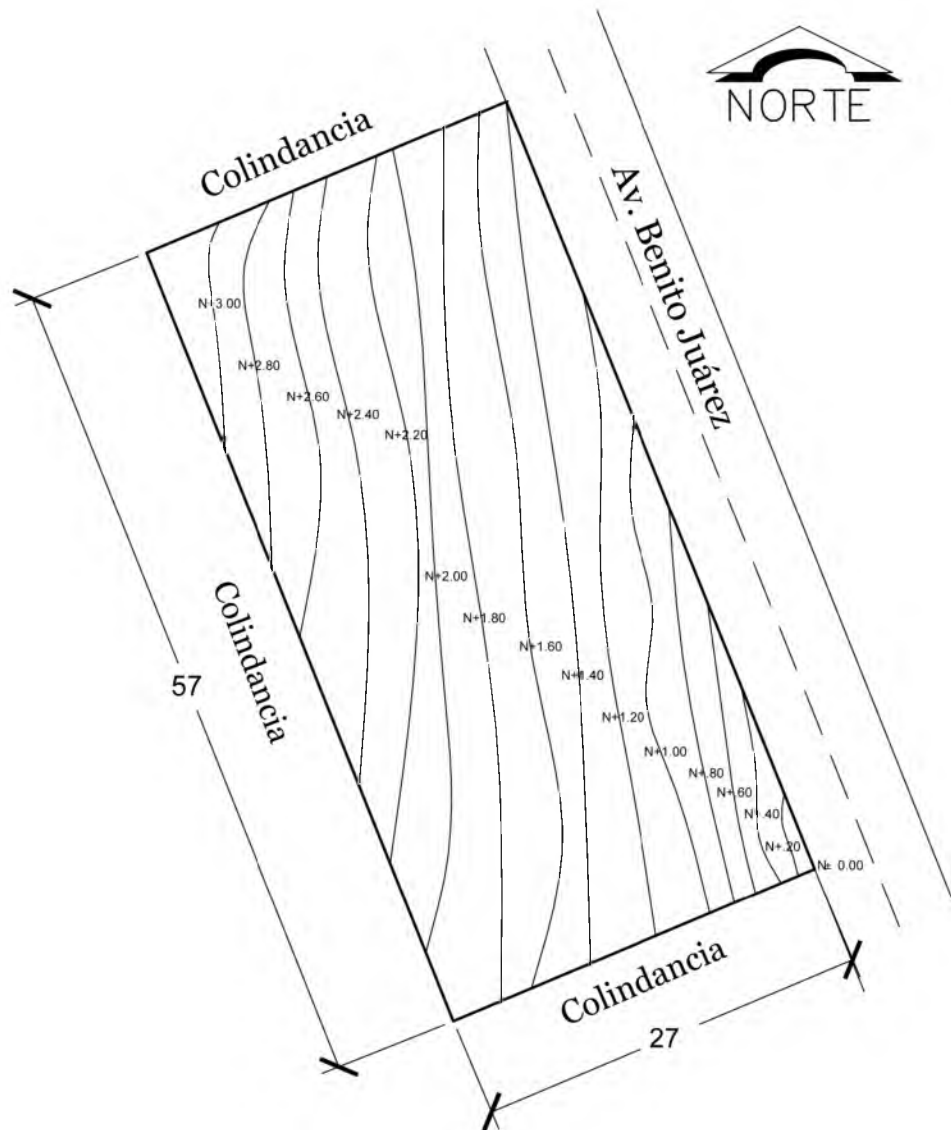 NORTE
Colindancia
Av. Benito Juárez
N+3.00
N+2.80
N+2.60
N+2.40
N+2.20
N+2.00
N+1.80
N+1.60
N+1.40
N+1.20
N+1.00
N+.80
N+.60
N+.40
N+.20
N± 0.00
Colindancia
57
Colindancia
27